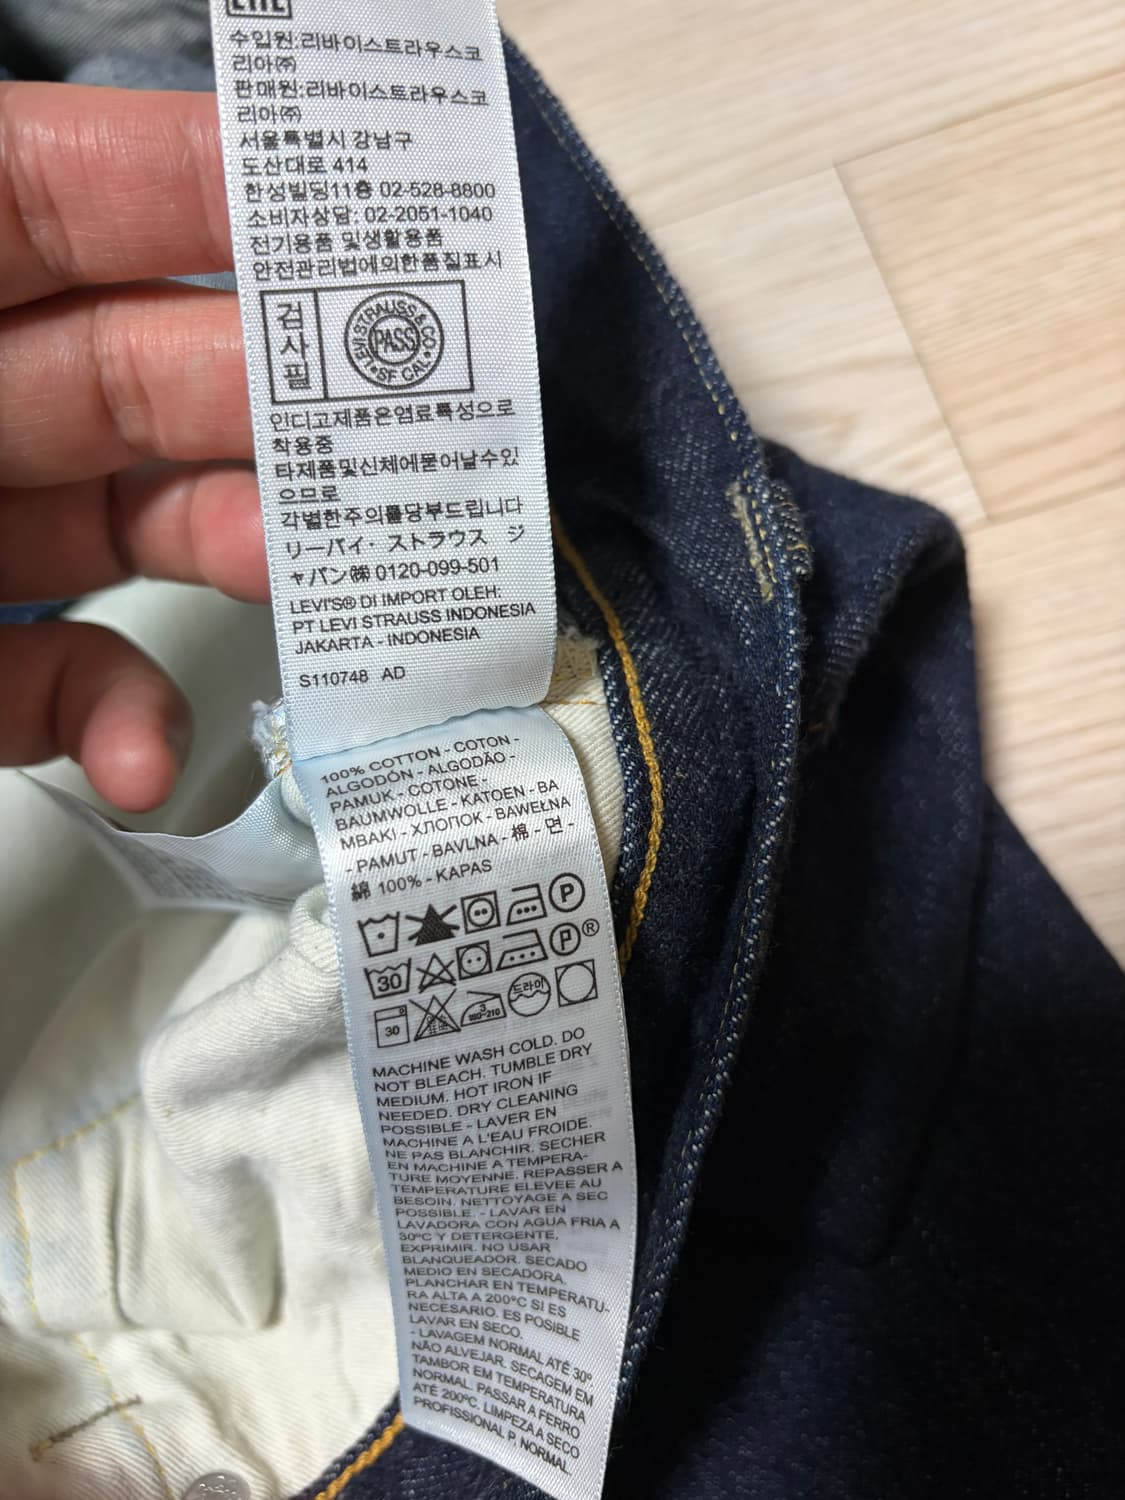 EAC
수입원:리바이스트라우스코
리아㈜
판매원:리바이스트라우스코
리아㈜
서울특별시 강남구
도산대로 414
한성빌딩11층 02-528-8800
소비자상담: 02-2051-1040
전기용품 및생활용품
안전관리법에의한품질표시
검사필
LEVI STRAUSS & CO
PASS
SF CAL
인디고제품은염료특성으로
착용중
타제품및신체에묻어날수있
으므로
각별한주의를당부드립니다
リーバイ・ストラウス ジ
ャパン㈱ 0120-099-501
LEVI'S® DI IMPORT OLEH:
PT LEVI STRAUSS INDONESIA
JAKARTA - INDONESIA
S110748 AD
100% COTTON - COTON -
ALGODÓN - ALGODÃO -
PAMUK - COTONE -
BAUMWOLLE - KATOEN - BA
MBAKI - ХЛОПОК - BAWEŁNA
- PAMUT - BAVLNA - 棉 - 면 -
綿 100% - KAPAS
P
30 P®
30 3 180~210 드라이
MACHINE WASH COLD. DO
NOT BLEACH. TUMBLE DRY
MEDIUM. HOT IRON IF
NEEDED. DRY CLEANING
POSSIBLE - LAVER EN
MACHINE A L'EAU FROIDE.
NE PAS BLANCHIR. SECHER
EN MACHINE A TEMPERA-
TURE MOYENNE. REPASSER A
TEMPERATURE ELEVEE AU
BESOIN. NETTOYAGE A SEC
POSSIBLE. - LAVAR EN
LAVADORA CON AGUA FRIA A
30ºC Y DETERGENTE,
EXPRIMIR. NO USAR
BLANQUEADOR. SECADO
MEDIO EN SECADORA.
PLANCHAR EN TEMPERATU-
RA ALTA A 200ºC SI ES
NECESARIO. ES POSIBLE
LAVAR EN SECO.
- LAVAGEM NORMAL ATÉ 30º
NÃO ALVEJAR. SECAGEM EM
TAMBOR EM TEMPERATURA
NORMAL. PASSAR A FERRO
ATÉ 200ºC. LIMPEZA A SECO
PROFISSIONAL P, NORMAL.